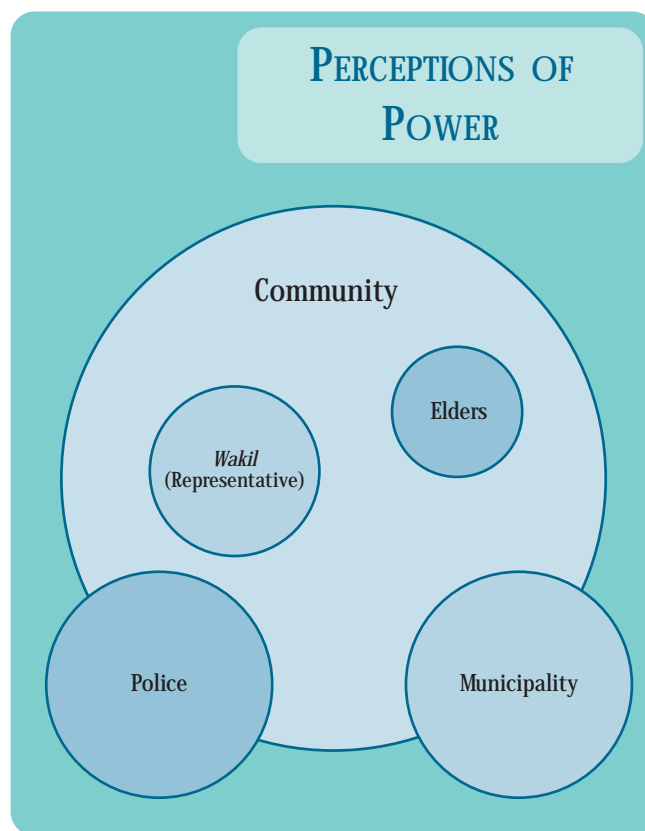 PERCEPTIONS OF
POWER
Community
Elders
Wakil
(Representative)
Police
Municipality